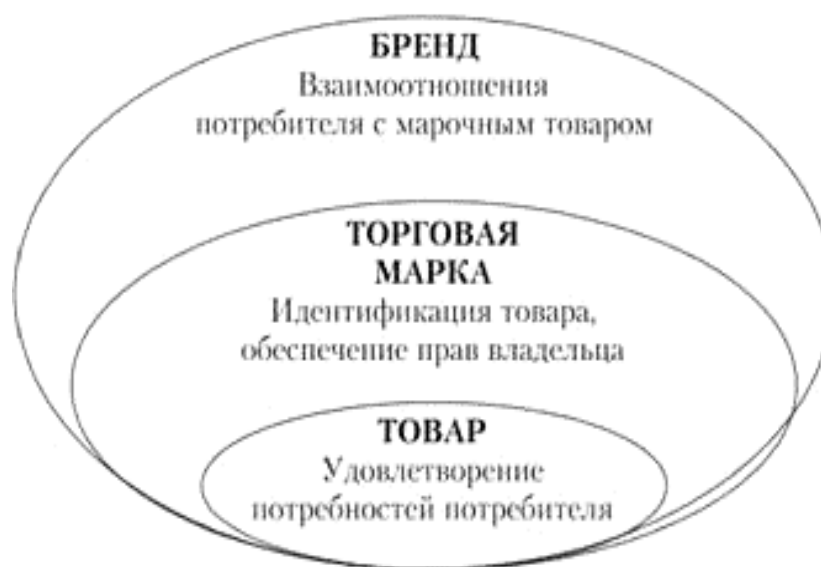 БРЕНД
Взаимоотношения
потребителя с марочным товаром
ТОРГОВАЯ
МАРКА
Идентификация товара,
обеспечение прав владельца
ТОВАР
Удовлетворение
потребностей потребителя